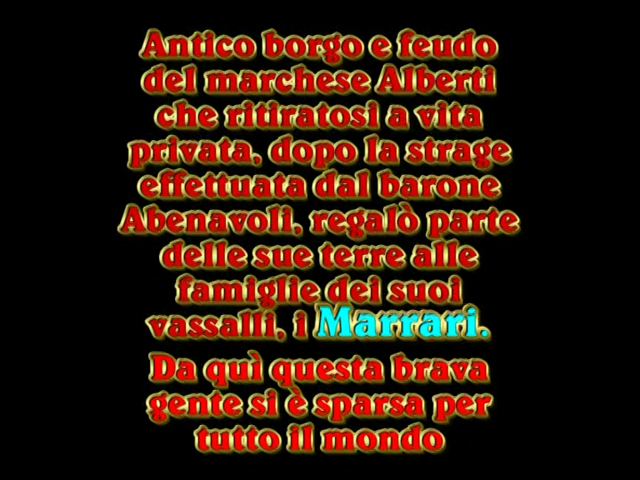 Antico borgo e feudo
del marchese Alberti
che ritiratosi a vita
privata, dopo la strage
effettuata dal barone
Abenavoli, regalò parte
delle sue terre alle
famiglie dei suoi
vassalli, i Marrari.
Da quì questa brava
gente si è sparsa per
tutto il mondo